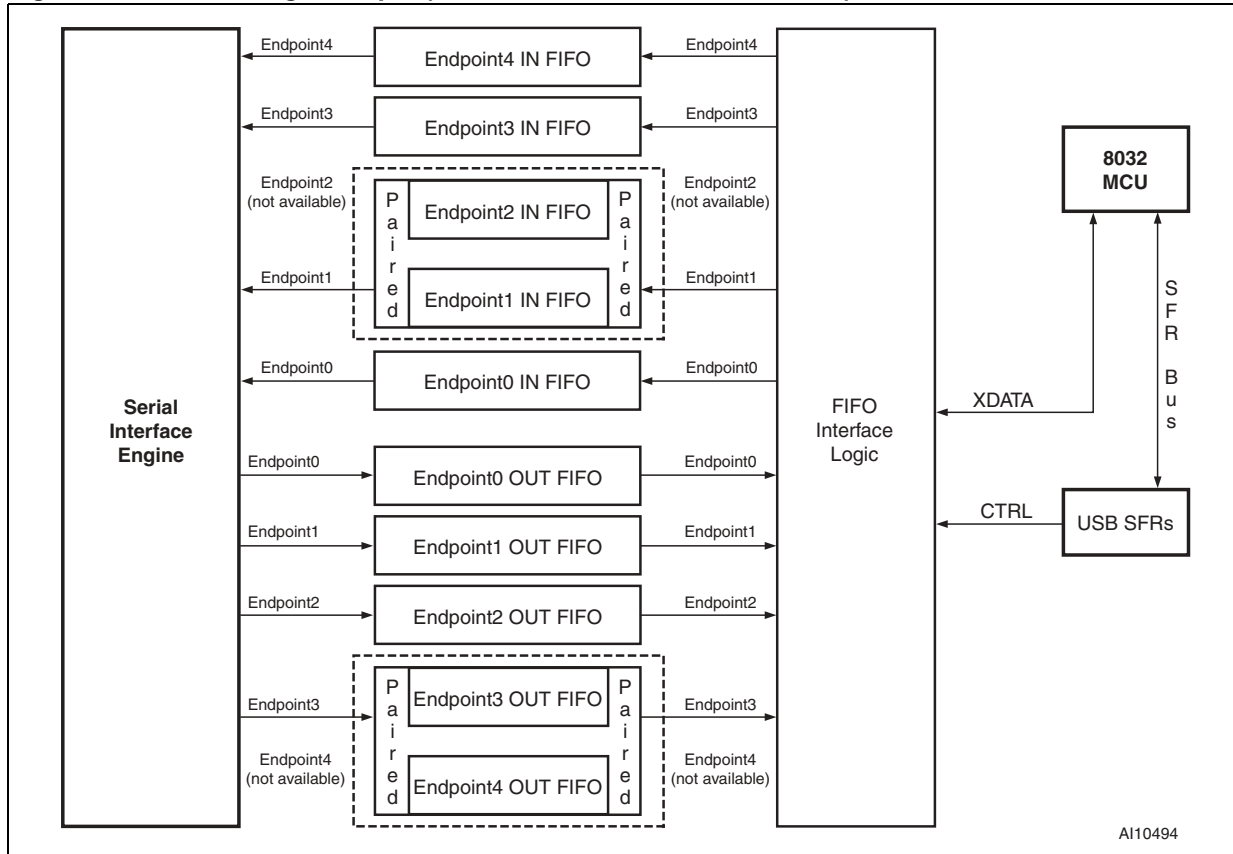 Endpoint4
Endpoint4 IN FIFO
Endpoint4
Endpoint3
Endpoint3 IN FIFO
Endpoint3
Endpoint2
(not available)
Paired
Endpoint2 IN FIFO
Endpoint1 IN FIFO
Paired
Endpoint2
(not available)
Endpoint1
Endpoint1
Endpoint0
Endpoint0 IN FIFO
Endpoint0
Serial
Interface
Engine
Endpoint0
Endpoint0 OUT FIFO
Endpoint0
Endpoint1
Endpoint1 OUT FIFO
Endpoint1
Endpoint2
Endpoint2 OUT FIFO
Endpoint2
Endpoint3
Paired
Endpoint3 OUT FIFO
Endpoint4 OUT FIFO
Paired
Endpoint3
Endpoint4
(not available)
Endpoint4
(not available)
FIFO
Interface
Logic
8032
MCU
SFR Bus
XDATA
CTRL
USB SFRs
AI10494